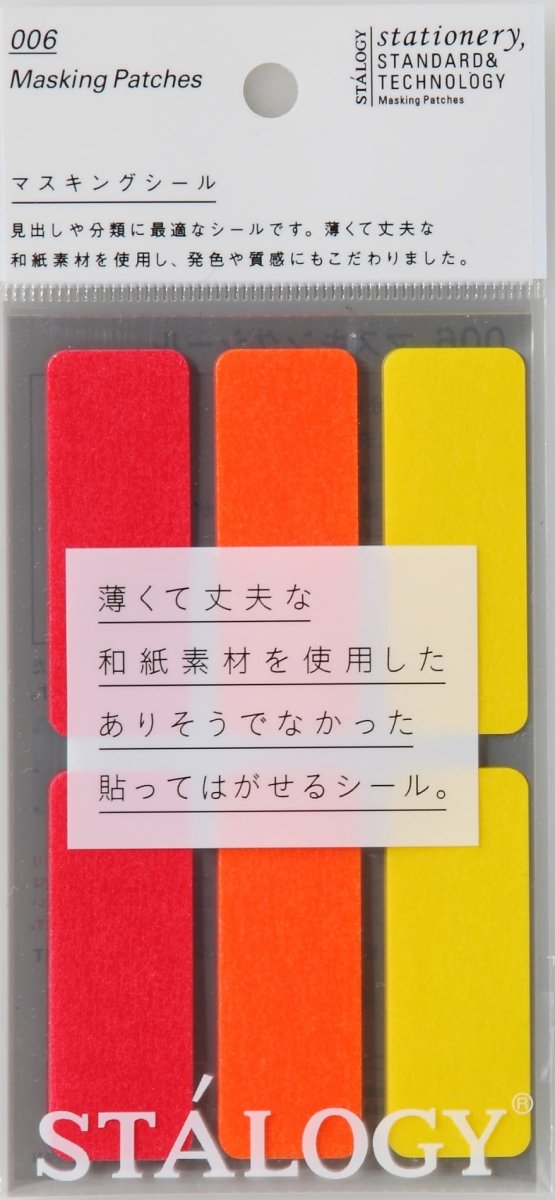 006
Masking Patches
STÁLOGY
stationery,
STANDARD&
TECHNOLOGY
Masking Patches
マスキングシール
見出しや分類に最適なシールです。薄くて丈夫な
和紙素材を使用し、発色や質感にもこだわりました。
薄くて丈夫な
和紙素材を使用した
ありそうでなかった
貼ってはがせるシール。
STÁLOGY®